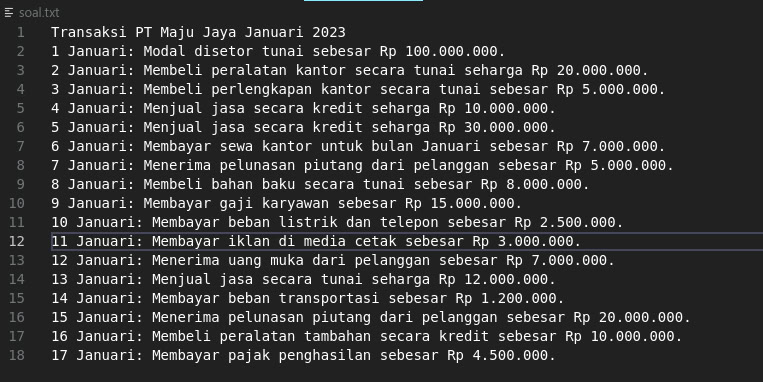 soal.txt
1 Transaksi PT Maju Jaya Januari 2023
2 1 Januari: Modal disetor tunai sebesar Rp 100.000.000.
3 2 Januari: Membeli peralatan kantor secara tunai seharga Rp 20.000.000.
4 3 Januari: Membeli perlengkapan kantor secara tunai sebesar Rp 5.000.000.
5 4 Januari: Menjual jasa secara kredit seharga Rp 10.000.000.
6 5 Januari: Menjual jasa secara kredit seharga Rp 30.000.000.
7 6 Januari: Membayar sewa kantor untuk bulan Januari sebesar Rp 7.000.000.
8 7 Januari: Menerima pelunasan piutang dari pelanggan sebesar Rp 5.000.000.
9 8 Januari: Membeli bahan baku secara tunai sebesar Rp 8.000.000.
10 9 Januari: Membayar gaji karyawan sebesar Rp 15.000.000.
11 10 Januari: Membayar beban listrik dan telepon sebesar Rp 2.500.000.
12 11 Januari: Membayar iklan di media cetak sebesar Rp 3.000.000.
13 12 Januari: Menerima uang muka dari pelanggan sebesar Rp 7.000.000.
14 13 Januari: Menjual jasa secara tunai seharga Rp 12.000.000.
15 14 Januari: Membayar beban transportasi sebesar Rp 1.200.000.
16 15 Januari: Menerima pelunasan piutang dari pelanggan sebesar Rp 20.000.000.
17 16 Januari: Membeli peralatan tambahan secara kredit sebesar Rp 10.000.000.
18 17 Januari: Membayar pajak penghasilan sebesar Rp 4.500.000.